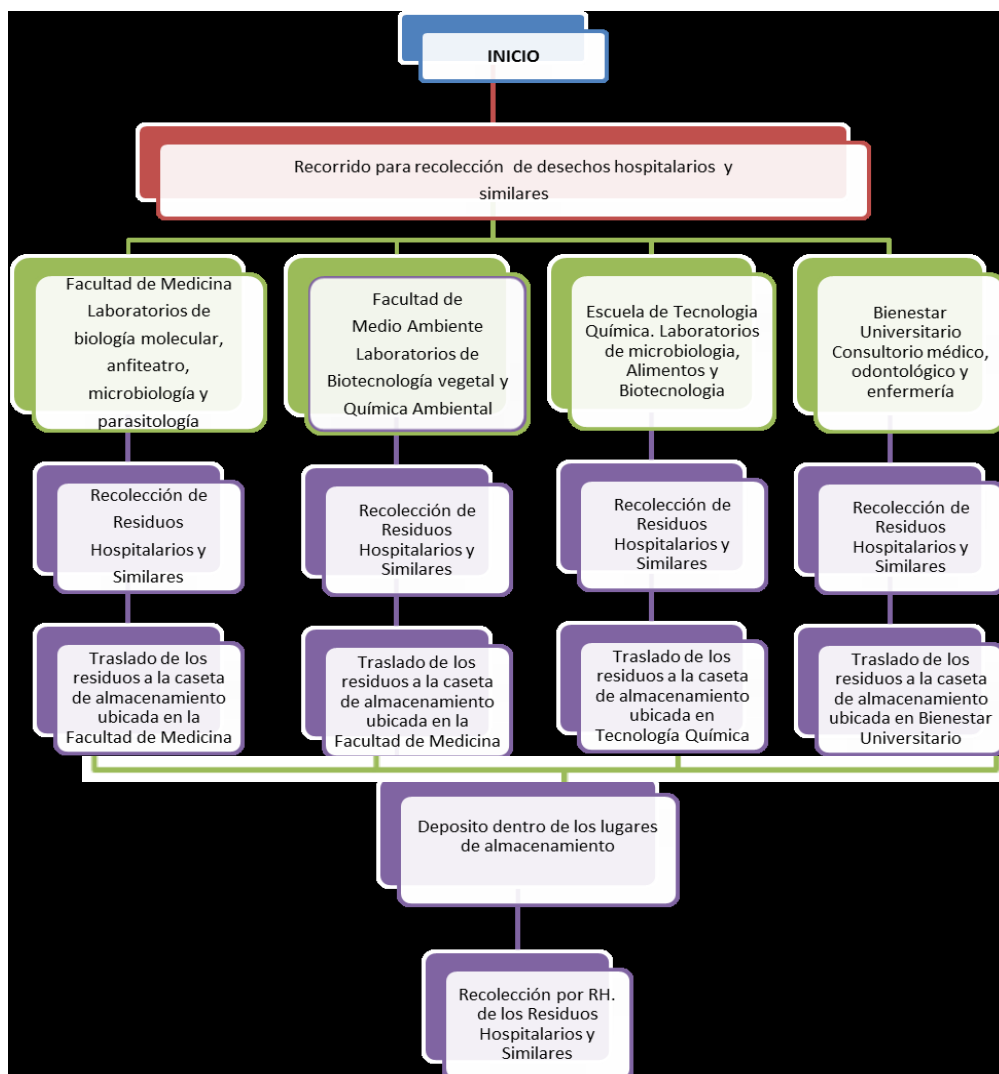 INICIO
Recorrido para recolección de desechos hospitalarios y
similares
Facultad de Medicina
Laboratorios de
biología molecular,
anfiteatro,
microbiología y
parasitología
Facultad de
Medio Ambiente
Laboratorios de
Biotecnología vegetal y
Química Ambiental
Escuela de Tecnologia
Química. Laboratorios
de microbiologia,
Alimentos y
Biotecnologia
Bienestar
Universitario
Consultorio médico,
odontológico y
enfermería
Recolección de
Residuos
Hospitalarios y
Similares
Recolección de
Residuos
Hospitalarios y
Similares
Recolección de
Residuos
Hospitalarios y
Similares
Recolección de
Residuos
Hospitalarios y
Similares
Traslado de los
residuos a la caseta
de almacenamiento
ubicada en la
Facultad de Medicina
Traslado de los
residuos a la caseta
de almacenamiento
ubicada en la
Facultad de Medicina
Traslado de los
residuos a la caseta
de almacenamiento
ubicada en
Tecnología Química
Traslado de los
residuos a la caseta
de almacenamiento
ubicada en Bienestar
Universitario
Deposito dentro de los lugares
de almacenamiento
Recolección por RH.
de los Residuos
Hospitalarios y
Similares